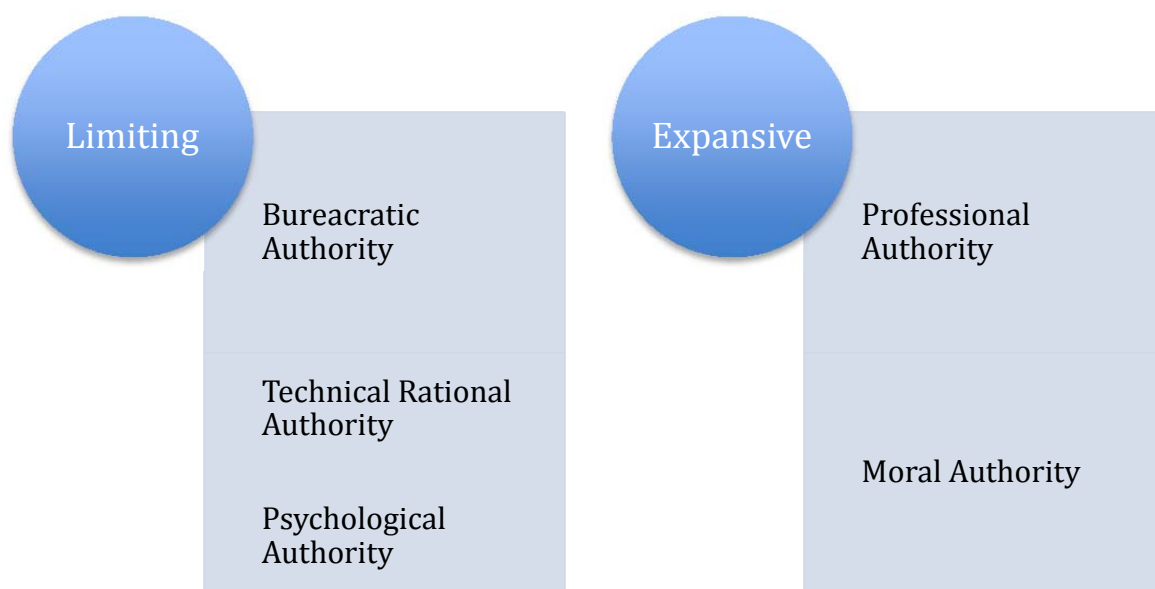 Limiting
Bureacratic
Authority
Technical Rational
Authority
Psychological
Authority
Expansive
Professional
Authority
Moral Authority